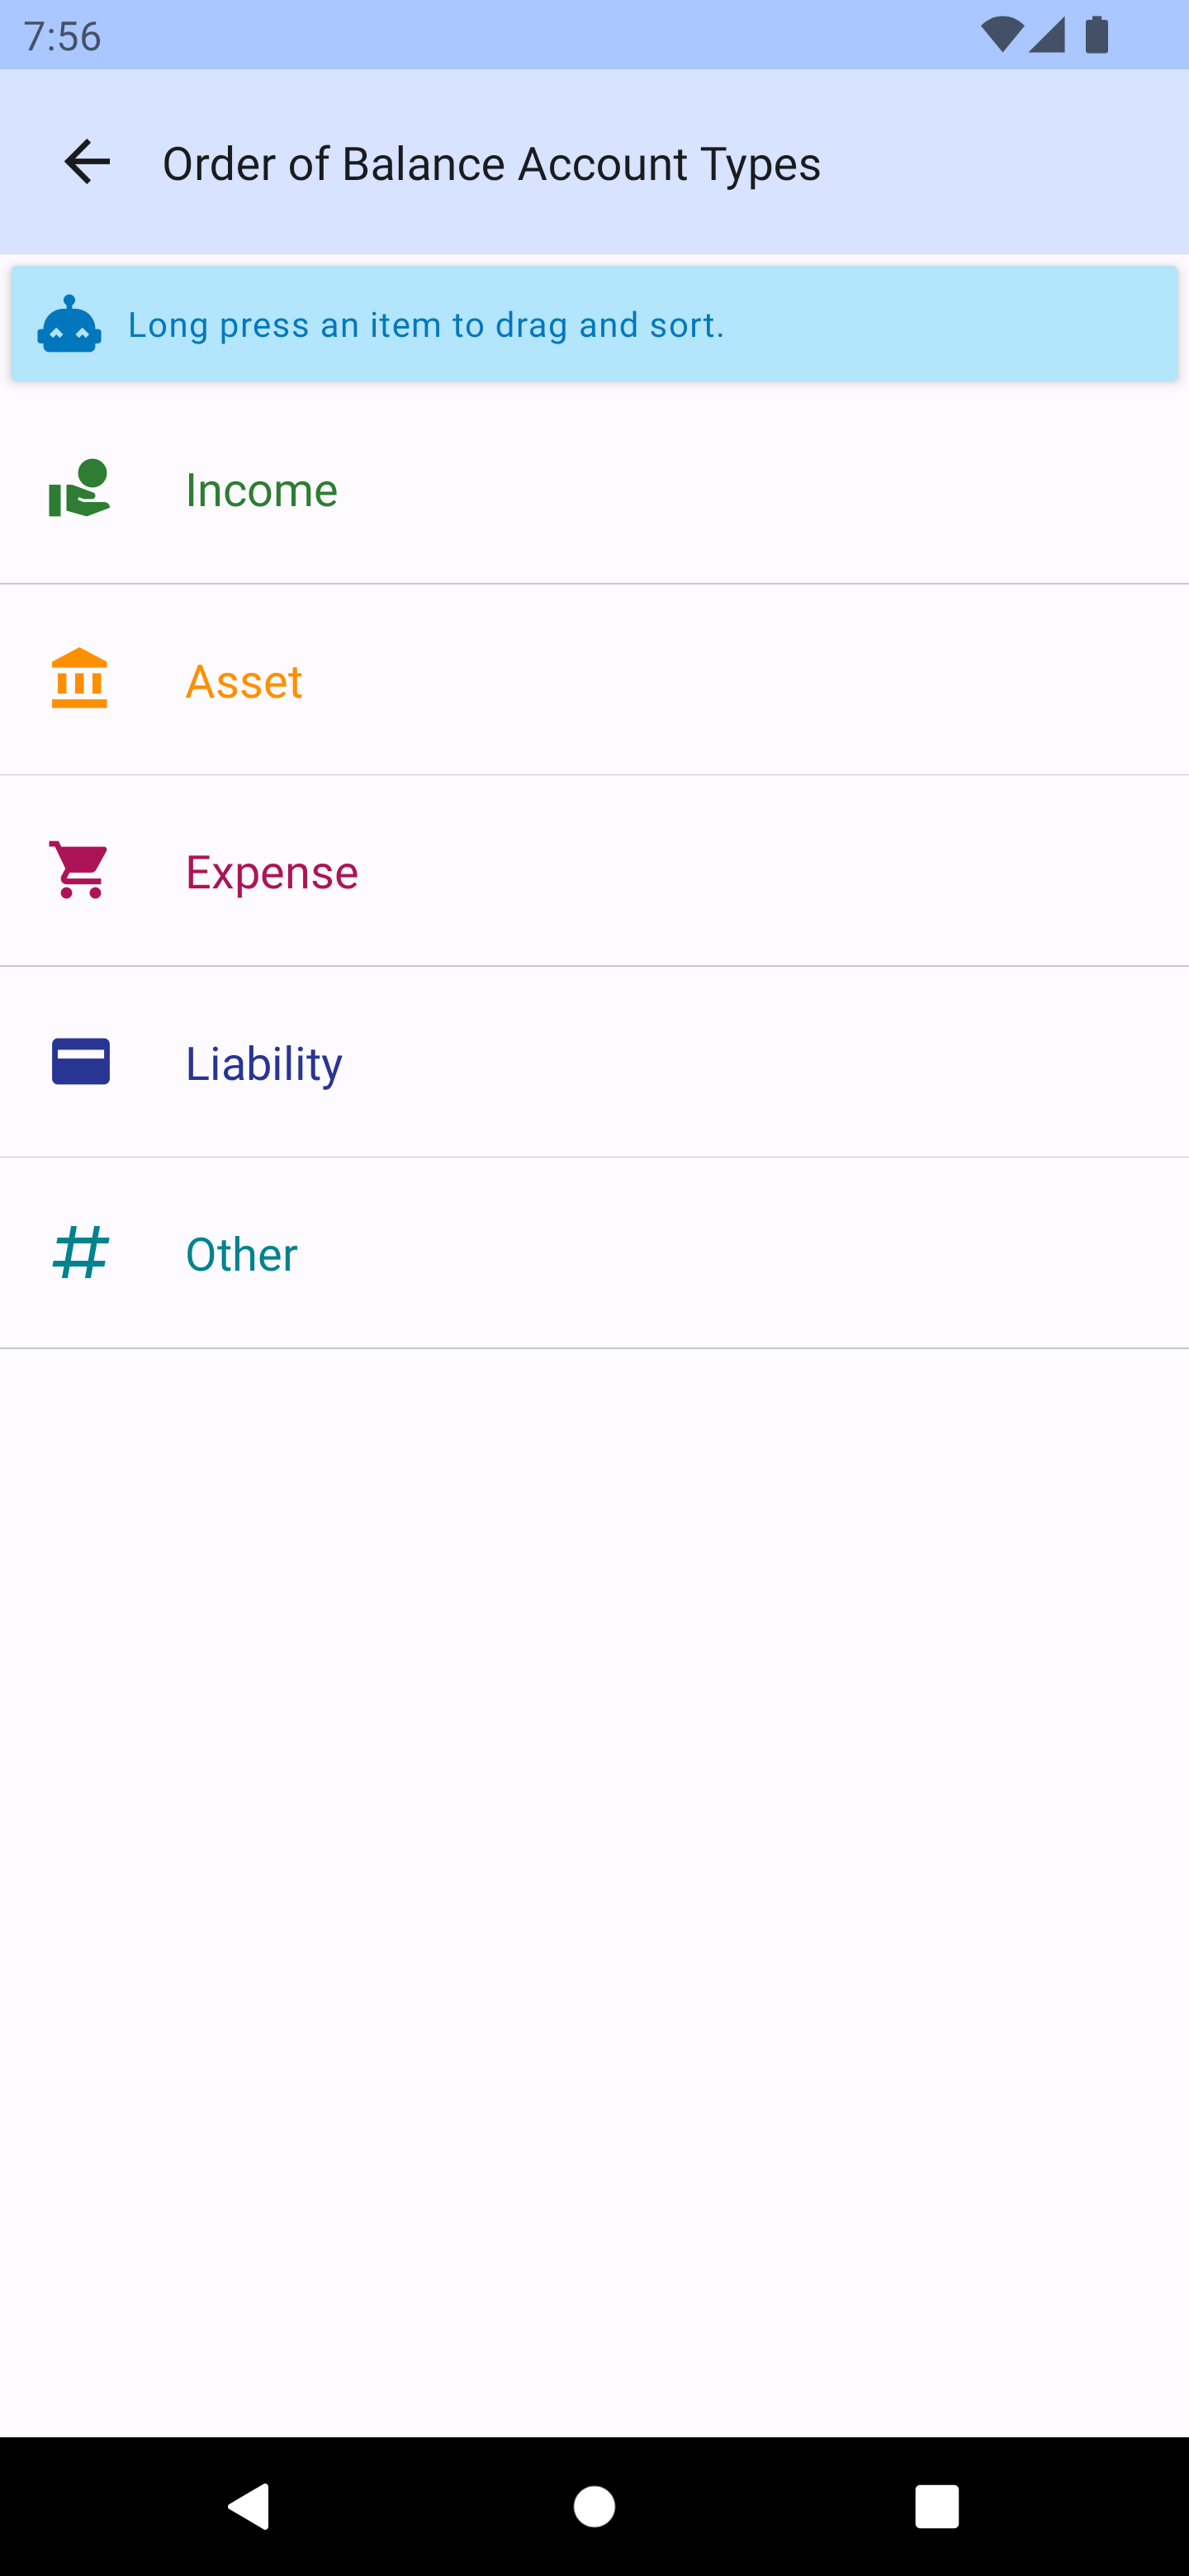 7:56
Order of Balance Account Types
Long press an item to drag and sort.
Income
Asset
Expense
Liability
Other